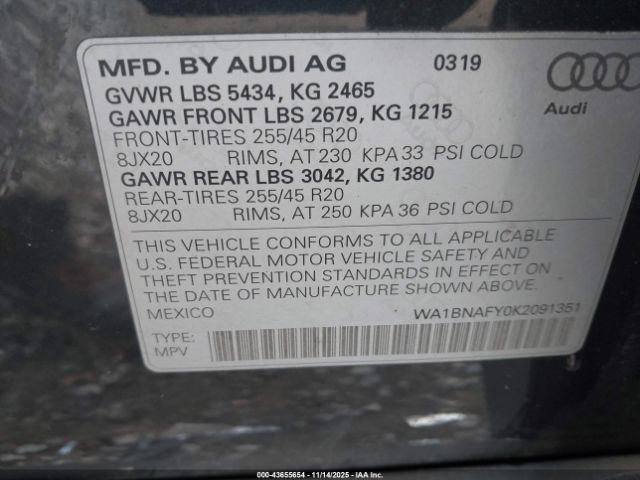 MFD. BY AUDI AG 0319
GVWR LBS 5434, KG 2465
GAWR FRONT LBS 2679, KG 1215
FRONT-TIRES 255/45 R20
8JX20 RIMS, AT 230 KPA 33 PSI COLD
GAWR REAR LBS 3042, KG 1380
REAR-TIRES 255/45 R20
8JX20 RIMS, AT 250 KPA 36 PSI COLD
Audi
THIS VEHICLE CONFORMS TO ALL APPLICABLE
U.S. FEDERAL MOTOR VEHICLE SAFETY AND
THEFT PREVENTION STANDARDS IN EFFECT ON
THE DATE OF MANUFACTURE SHOWN ABOVE.
MEXICO WA1BNAFY0K2091351
TYPE:
MPV
000-43655654 - 11/14/2025 - IAAI Inc.